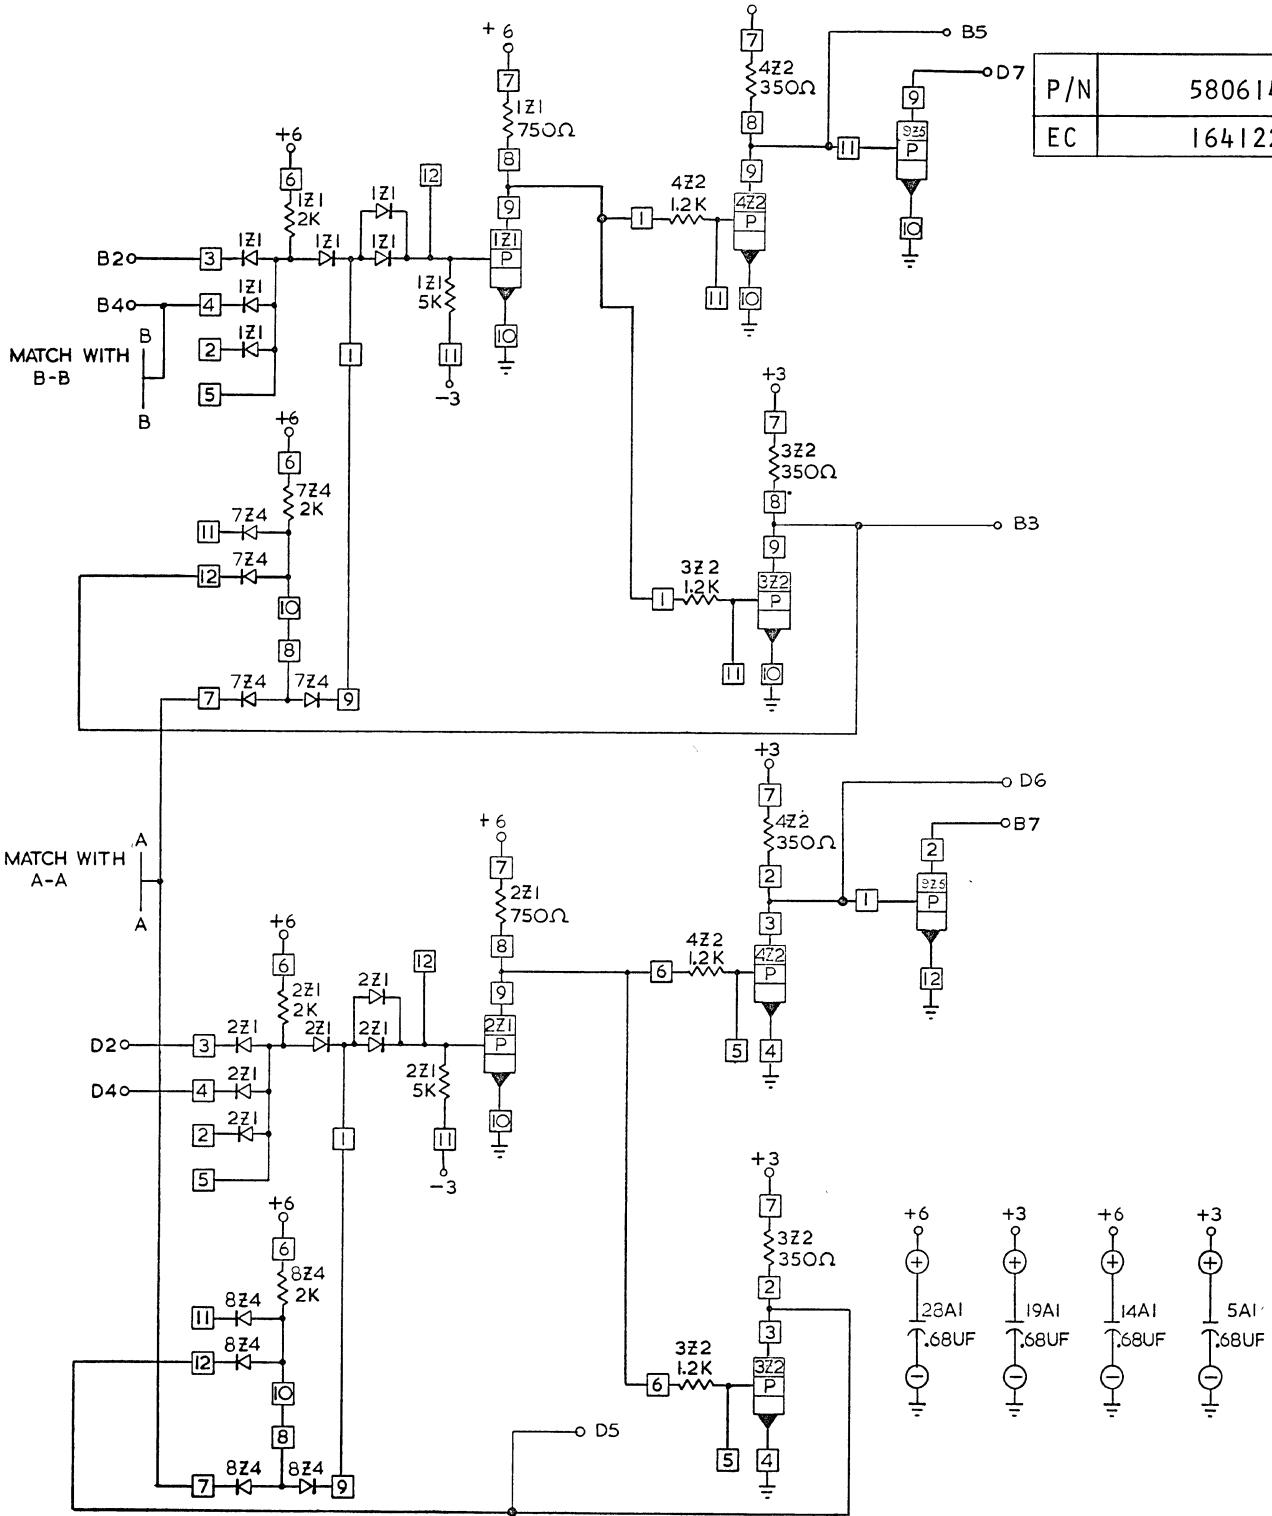 +6
7
4Z2
350Ω
8
9
4Z2
P
10
B5
D7
9
9Z5
P
10
11
P/N 580614
EC 164122
7
1Z1
750Ω
8
9
1Z1
P
10
+6
6
1Z1
2K
1Z1
1Z1
1Z1
12
1Z1
5K
11
-3
B2
3
1Z1
B4
4
1Z1
2
1Z1
5
MATCH WITH
B-B
B
B
1
1
4Z2
1.2K
11
+3
7
3Z2
350Ω
8
9
3Z2
P
10
B3
1
3Z2
1.2K
11
+6
6
7Z4
2K
11
7Z4
12
7Z4
10
8
7
7Z4
7Z4
9
MATCH WITH
A-A
A
A
+3
7
4Z2
350Ω
2
3
4Z2
P
4
D6
B7
2
9Z5
P
12
1
+6
7
2Z1
750Ω
8
9
2Z1
P
10
6
4Z2
1.2K
5
+6
6
2Z1
2K
2Z1
2Z1
2Z1
12
2Z1
5K
11
-3
D2
3
2Z1
D4
4
2Z1
2
2Z1
5
1
+3
7
3Z2
350Ω
2
3
3Z2
P
4
6
3Z2
1.2K
5
+6
6
8Z4
2K
11
8Z4
12
8Z4
10
8
7
8Z4
8Z4
9
D5
+6
+
28A1
.68UF
−
+3
+
19A1
.68UF
−
+6
+
14A1
.68UF
−
+3
+
5A1
.68UF
−